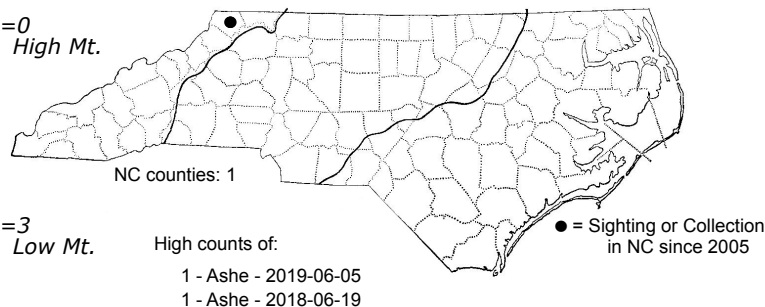 =0
High Mt.
NC counties: 1
=3
Low Mt.
High counts of:
1 - Ashe - 2019-06-05
1 - Ashe - 2018-06-19
● = Sighting or Collection
in NC since 2005